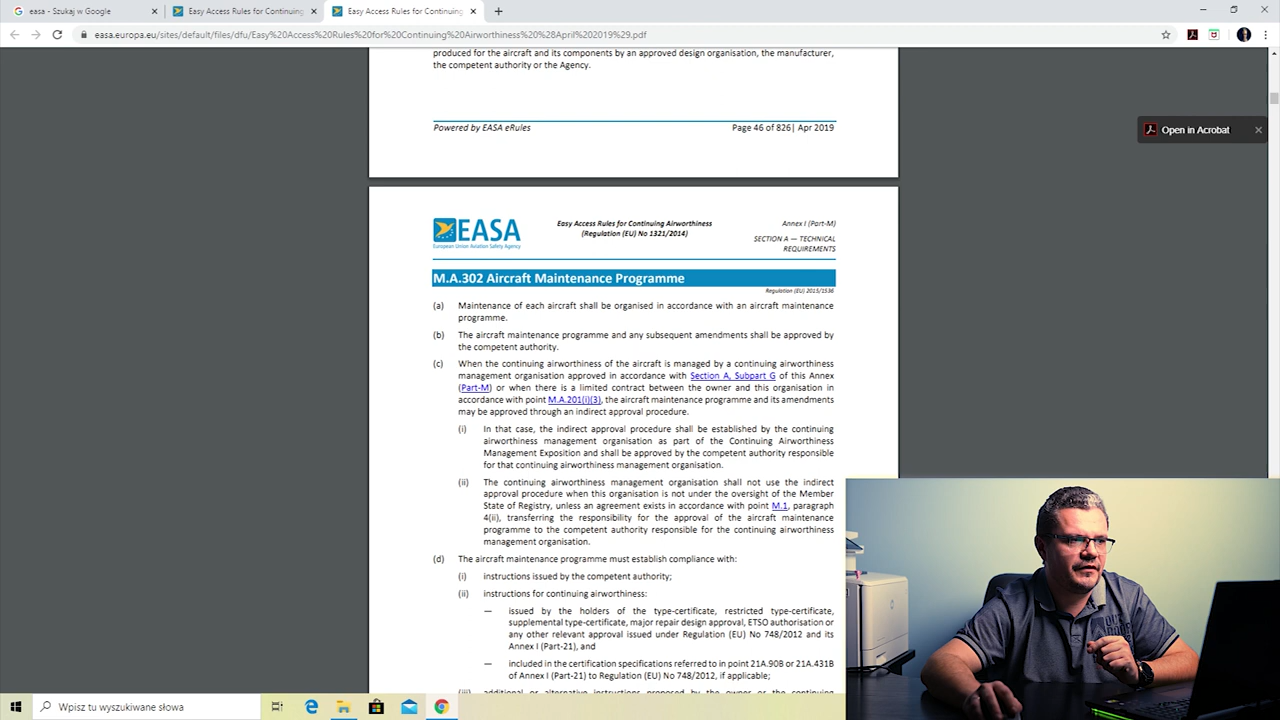 easa - Szukaj w Google
Easy Access Rules for Continuing
Easy Access Rules for Continuing
easa.europa.eu/sites/default/files/dfu/Easy%20Access%20Rules%20for%20Continuing%20Airworthiness%20%28April%202019%29.pdf
produced for the aircraft and its components by an approved design organisation, the manufacturer,
the competent authority or the Agency.
Open in Acrobat
Powered by EASA eRules
Page 46 of 826| Apr 2019
EASA
European Union Aviation Safety Agency
Easy Access Rules for Continuing Airworthiness
(Regulation (EU) No 1321/2014)
Annex I (Part-M)
SECTION A — TECHNICAL
REQUIREMENTS
M.A.302 Aircraft Maintenance Programme
Regulation (EU) 2015/1536
(a) Maintenance of each aircraft shall be organised in accordance with an aircraft maintenance
programme.
(b) The aircraft maintenance programme and any subsequent amendments shall be approved by
the competent authority.
(c) When the continuing airworthiness of the aircraft is managed by a continuing airworthiness
management organisation approved in accordance with Section A, Subpart G of this Annex
(Part-M) or when there is a limited contract between the owner and this organisation in
accordance with point M.A.201(i)(3), the aircraft maintenance programme and its amendments
may be approved through an indirect approval procedure.
(i) In that case, the indirect approval procedure shall be established by the continuing
airworthiness management organisation as part of the Continuing Airworthiness
Management Exposition and shall be approved by the competent authority responsible
for that continuing airworthiness management organisation.
(ii) The continuing airworthiness management organisation shall not use the indirect
approval procedure when this organisation is not under the oversight of the Member
State of Registry, unless an agreement exists in accordance with point M.1, paragraph
4(ii), transferring the responsibility for the approval of the aircraft maintenance
programme to the competent authority responsible for the continuing airworthiness
management organisation.
(d) The aircraft maintenance programme must establish compliance with:
(i) instructions issued by the competent authority;
(ii) instructions for continuing airworthiness:
— issued by the holders of the type-certificate, restricted type-certificate,
supplemental type-certificate, major repair design approval, ETSO authorisation or
any other relevant approval issued under Regulation (EU) No 748/2012 and its
Annex I (Part-21), and
— included in the certification specifications referred to in point 21A.90B or 21A.431B
of Annex I (Part-21) to Regulation (EU) No 748/2012, if applicable;
(iii) additional or alternative instructions proposed by the owner or the continuing
Wpisz tu wyszukiwane słowa